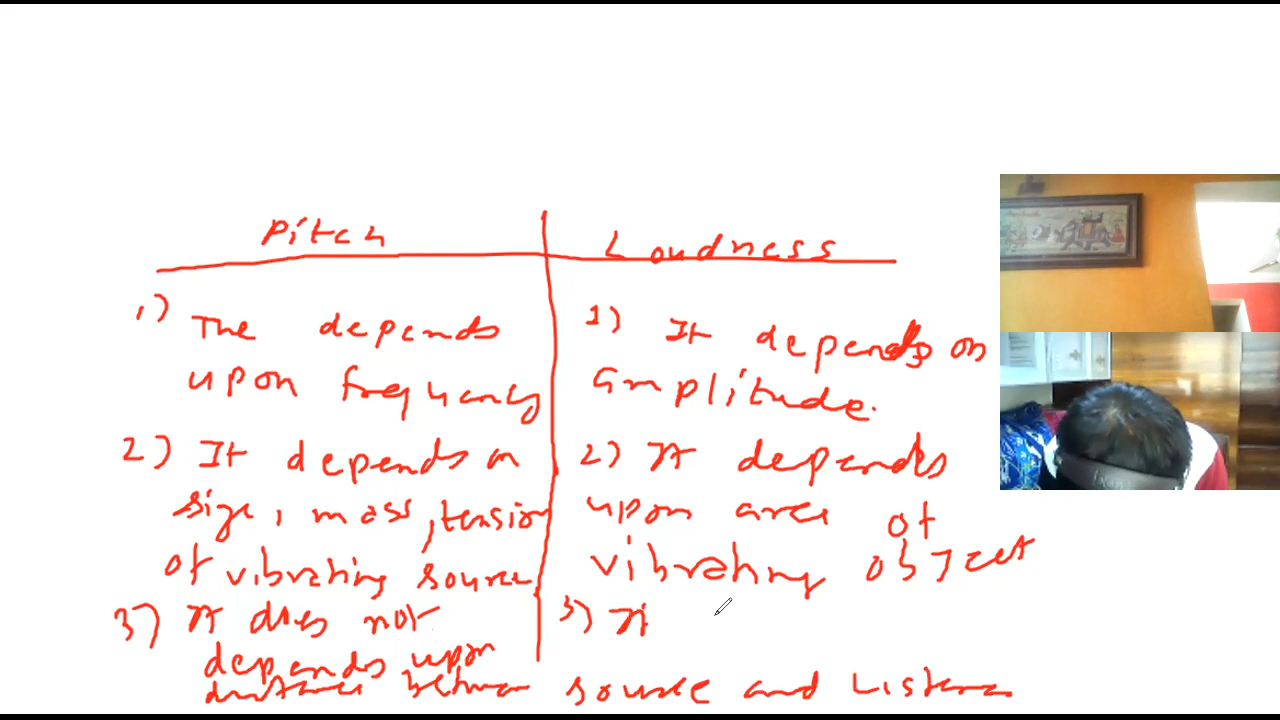 Pitch
Loudness
1) The depends
upon frequency
2) It depends on
size, mass, tension
of vibrating source
3) It does not
depends upon
distance between source and Listener
1) It depends on
amplitude.
2) It depends
upon area of
vibrating object
3) It